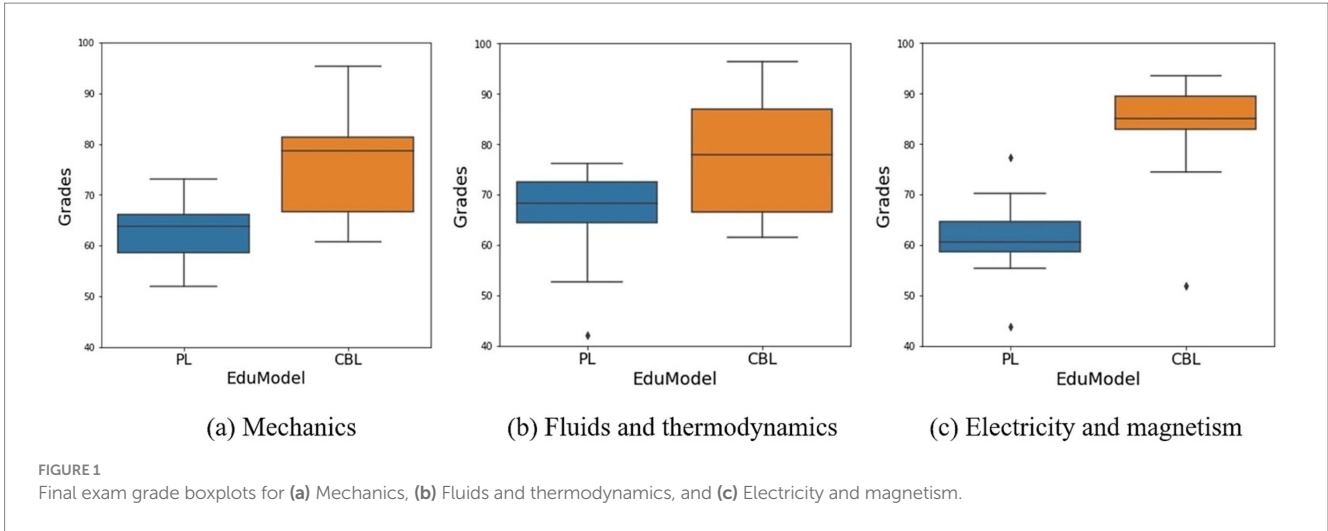 100
90
80
70
60
50
40
Grades
PL
CBL
EduModel
(a) Mechanics
100
90
80
70
60
50
40
Grades
PL
CBL
EduModel
(b) Fluids and thermodynamics
100
90
80
70
60
50
40
Grades
PL
CBL
EduModel
(c) Electricity and magnetism
FIGURE 1
Final exam grade boxplots for (a) Mechanics, (b) Fluids and thermodynamics, and (c) Electricity and magnetism.